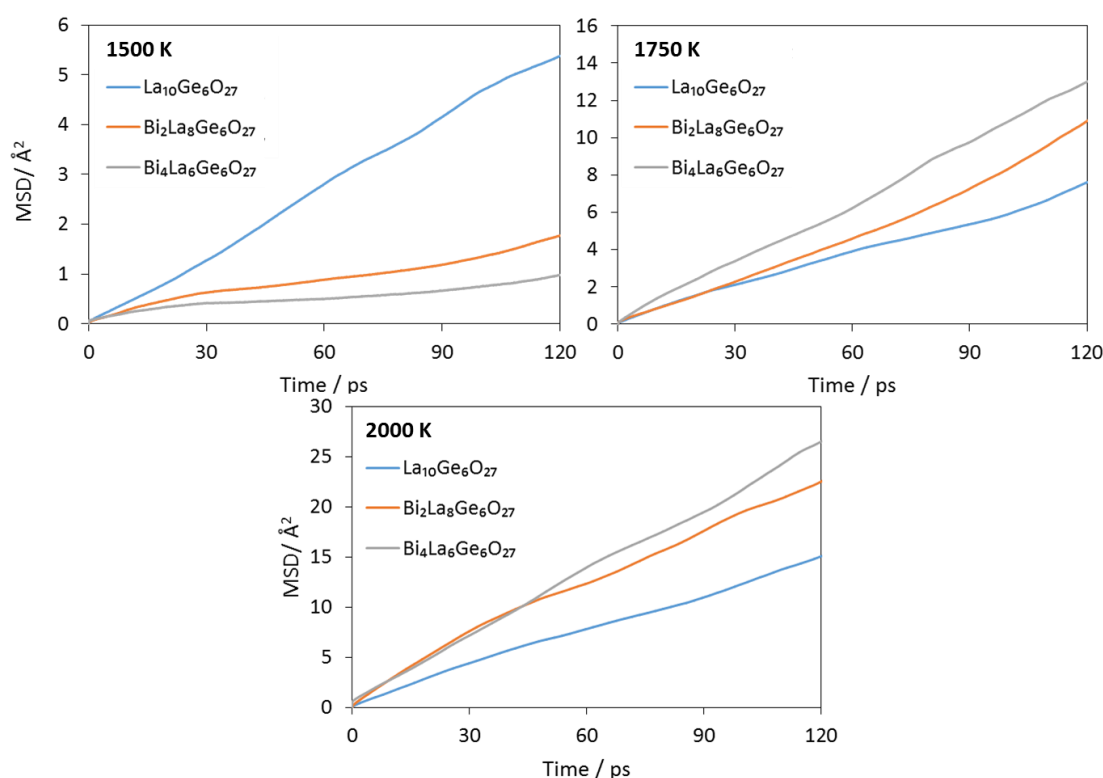 1500 K
La₁₀Ge₆O₂₇
Bi₂La₈Ge₆O₂₇
Bi₄La₆Ge₆O₂₇
MSD/ Å²
6
5
4
3
2
1
0
0 30 60 90 120
Time / ps
1750 K
La₁₀Ge₆O₂₇
Bi₂La₈Ge₆O₂₇
Bi₄La₆Ge₆O₂₇
16
14
12
10
8
6
4
2
0
0 30 60 90 120
Time / ps
2000 K
La₁₀Ge₆O₂₇
Bi₂La₈Ge₆O₂₇
Bi₄La₆Ge₆O₂₇
MSD/ Å²
30
25
20
15
10
5
0
0 30 60 90 120
Time / ps